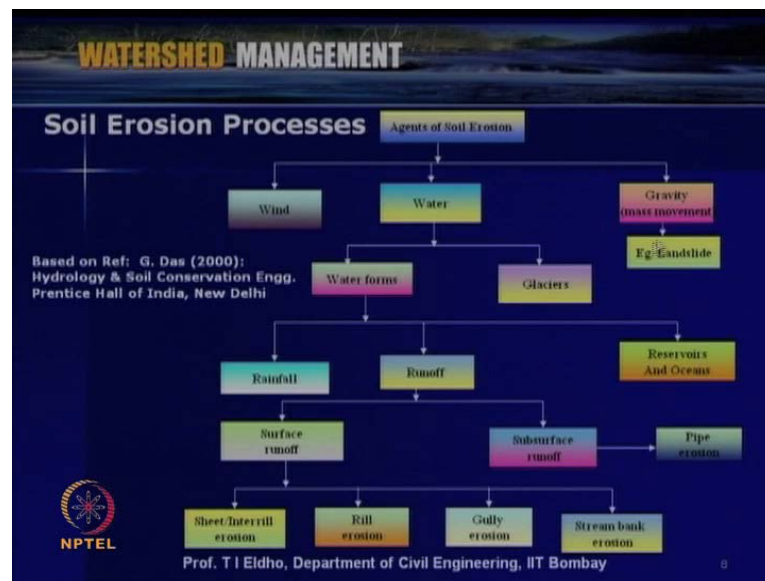 WATERSHED MANAGEMENT
Soil Erosion Processes
Agents of Soil Erosion
Wind
Water
Gravity
(mass movement
Eg. Landslide
Based on Ref: G. Das (2000):
Hydrology & Soil Conservation Engg.
Prentice Hall of India, New Delhi
Water forms
Glaciers
Rainfall
Runoff
Reservoirs
And Oceans
Surface
runoff
Subsurface
runoff
Pipe
erosion
Sheet/Interrill
erosion
Rill
erosion
Gully
erosion
Stream bank
erosion
NPTEL
Prof. T I Eldho, Department of Civil Engineering, IIT Bombay
8